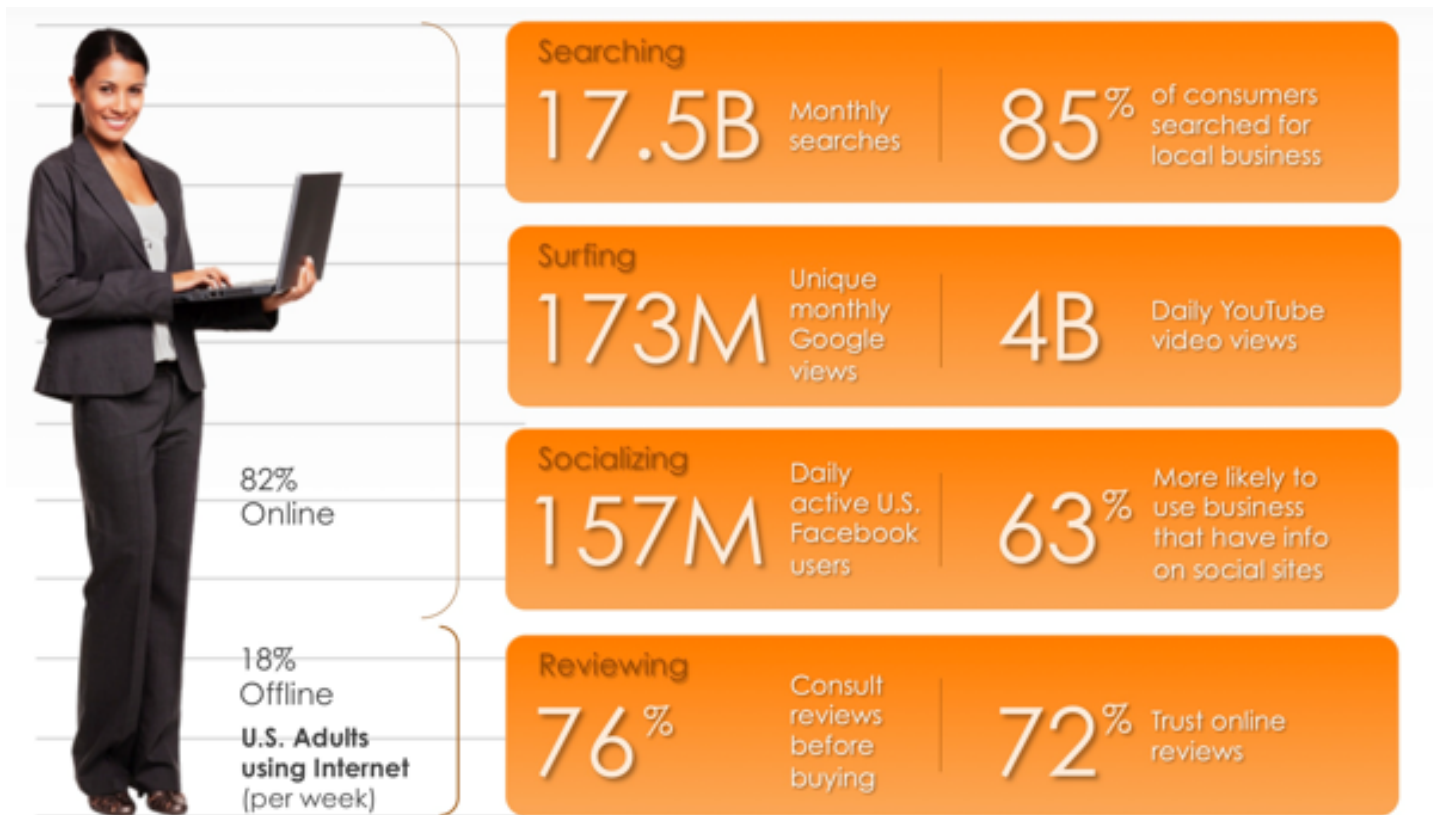 Searching
17.5B
Monthly
searches
85%
of consumers
searched for
local business
Surfing
173M
Unique
monthly
Google
views
4B
Daily YouTube
video views
Socializing
157M
Daily
active U.S.
Facebook
users
63%
More likely to
use business
that have info
on social sites
Reviewing
76%
Consult
reviews
before
buying
72%
Trust online
reviews
82%
Online
18%
Offline
U.S. Adults
using Internet
(per week)